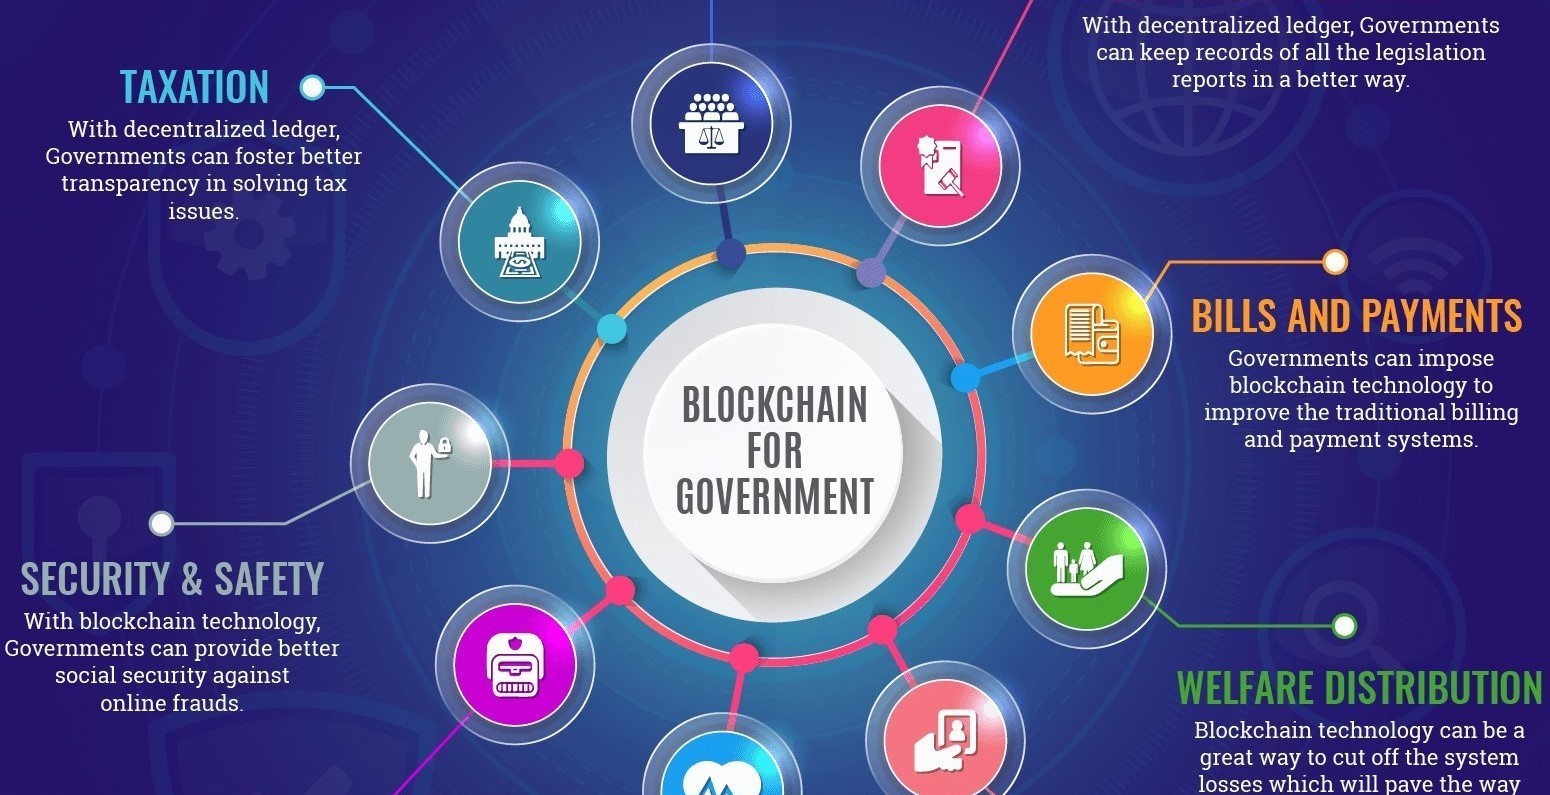 With decentralized ledger, Governments
can keep records of all the legislation
reports in a better way.
TAXATION
With decentralized ledger,
Governments can foster better
transparency in solving tax
issues.
BILLS AND PAYMENTS
Governments can impose
blockchain technology to
improve the traditional billing
and payment systems.
BLOCKCHAIN
FOR
GOVERNMENT
SECURITY & SAFETY
With blockchain technology,
Governments can provide better
social security against
online frauds.
WELFARE DISTRIBUTION
Blockchain technology can be a
great way to cut off the system
losses which will pave the way